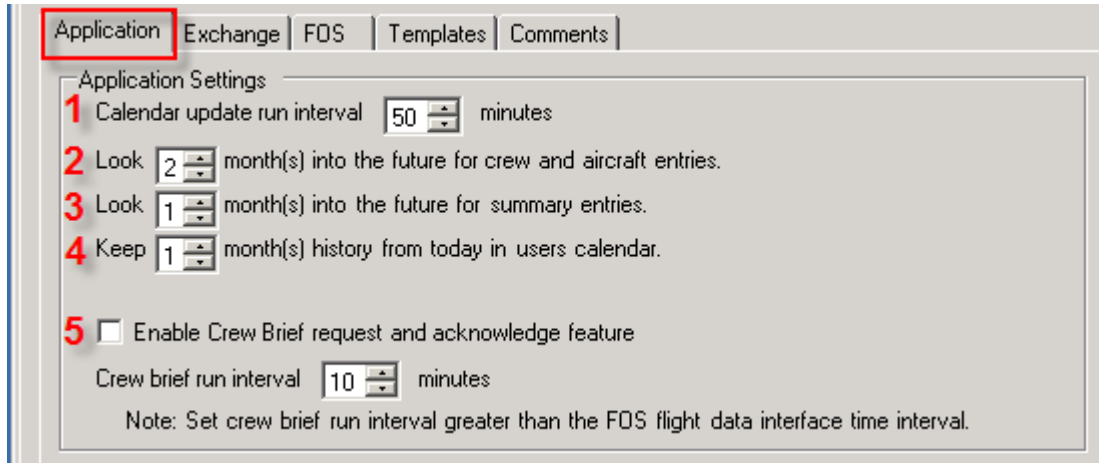 Application Exchange FOS Templates Comments
Application Settings
1 Calendar update run interval 50 minutes
2 Look 2 month(s) into the future for crew and aircraft entries.
3 Look 1 month(s) into the future for summary entries.
4 Keep 1 month(s) history from today in users calendar.
5 Enable Crew Brief request and acknowledge feature
Crew brief run interval 10 minutes
Note: Set crew brief run interval greater than the FOS flight data interface time interval.